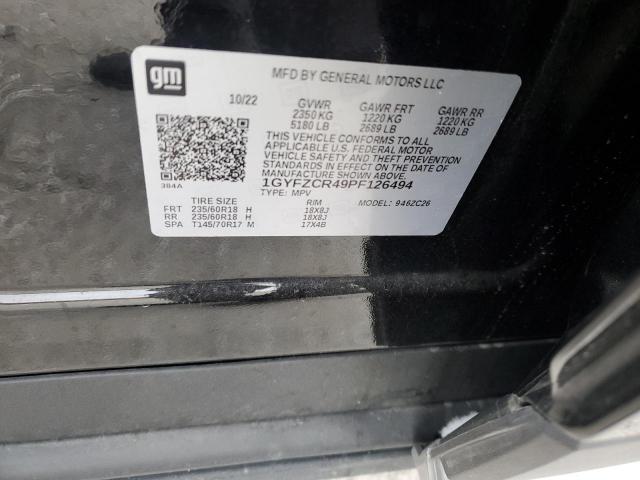 gm
MFD BY GENERAL MOTORS LLC
10/22 GVWR GAWR FRT GAWR RR
2350 KG 1220 KG 1220 KG
5180 LB 2689 LB 2689 LB
THIS VEHICLE CONFORMS TO ALL
APPLICABLE U.S. FEDERAL MOTOR
VEHICLE SAFETY AND THEFT PREVENTION
STANDARDS IN EFFECT ON THE DATE OF
MANUFACTURE SHOWN ABOVE.
384A
1GYFZCR49PF126494
TYPE: MPV MODEL: 946ZC26
TIRE SIZE RIM
FRT 235/60R18 H 18X8J
RR 235/60R18 H 18X8J
SPA T145/70R17 M 17X4B